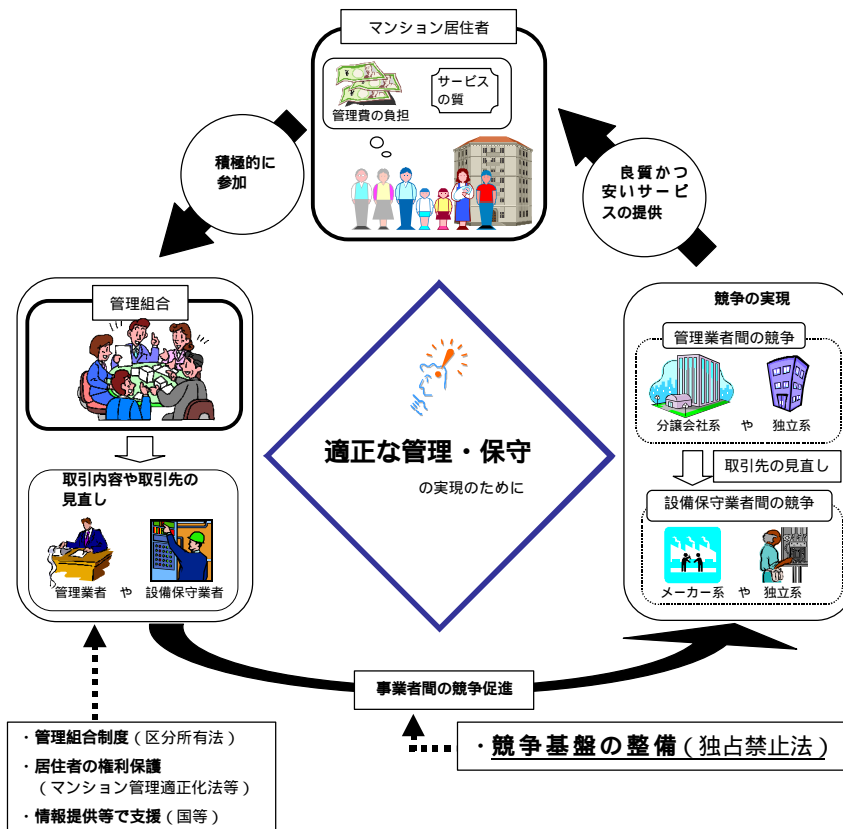 マンション居住者
サービス
の質
管理費の負担
積極的に
参加
良質かつ
安いサービ
スの提供
管理組合
取引内容や取引先の
見直し
管理業者 や 設備保守業者
適正な管理・保守
の実現のために
競争の実現
管理業者間の競争
分譲会社系 や 独立系
取引先の見直し
設備保守業者間の競争
メーカー系 や 独立系
事業者間の競争促進
・管理組合制度(区分所有法)
・居住者の権利保護
(マンション管理適正化法等)
・情報提供等で支援(国等)
・競争基盤の整備(独占禁止法)